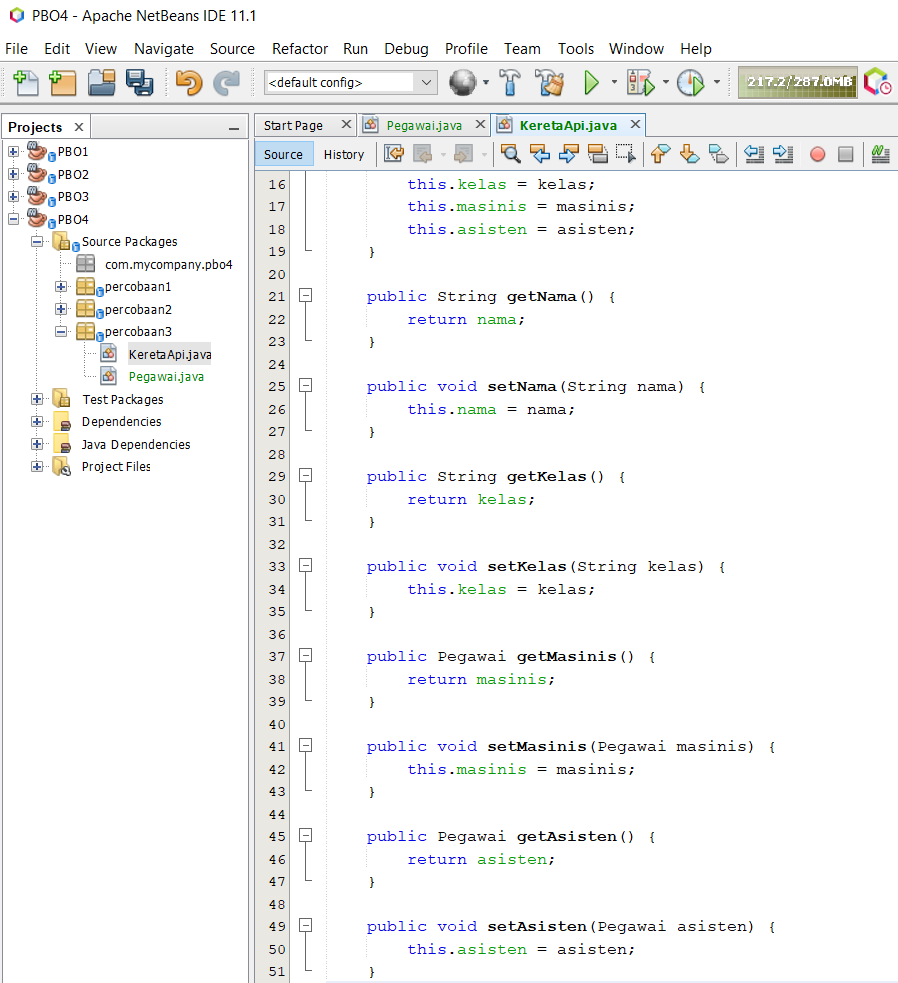 PBO4 - Apache NetBeans IDE 11.1
File Edit View Navigate Source Refactor Run Debug Profile Team Tools Window Help
<default config>
217.2/287.0MB
Projects
PBO1
PBO2
PBO3
PBO4
Source Packages
com.mycompany.pbo4
percobaan1
percobaan2
percobaan3
KeretaApi.java
Pegawai.java
Test Packages
Dependencies
Java Dependencies
Project Files
Start Page Pegawai.java KeretaApi.java
Source History
16 this.kelas = kelas;
17 this.masinis = masinis;
18 this.asisten = asisten;
19 }
20
21 public String getNama() {
22 return nama;
23 }
24
25 public void setNama(String nama) {
26 this.nama = nama;
27 }
28
29 public String getKelas() {
30 return kelas;
31 }
32
33 public void setKelas(String kelas) {
34 this.kelas = kelas;
35 }
36
37 public Pegawai getMasinis() {
38 return masinis;
39 }
40
41 public void setMasinis(Pegawai masinis) {
42 this.masinis = masinis;
43 }
44
45 public Pegawai getAsisten() {
46 return asisten;
47 }
48
49 public void setAsisten(Pegawai asisten) {
50 this.asisten = asisten;
51 }